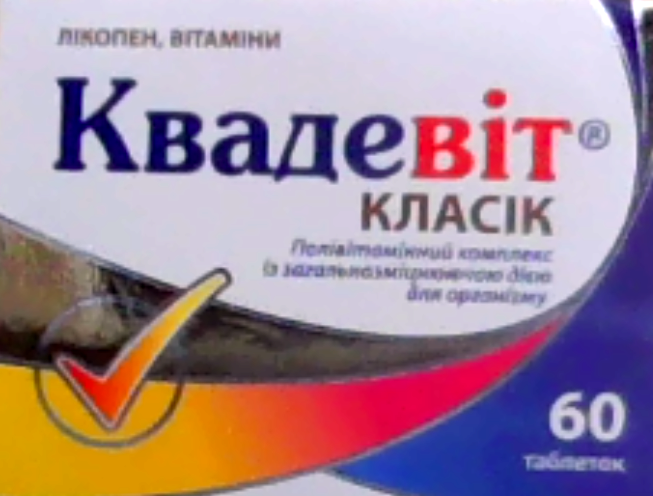 ЛІКОПЕН, ВІТАМІНИ
Квадевіт®
КЛАСІК
Полівітамінний комплекс
із загальнозміцнюючою дією
для організму
60
таблеток